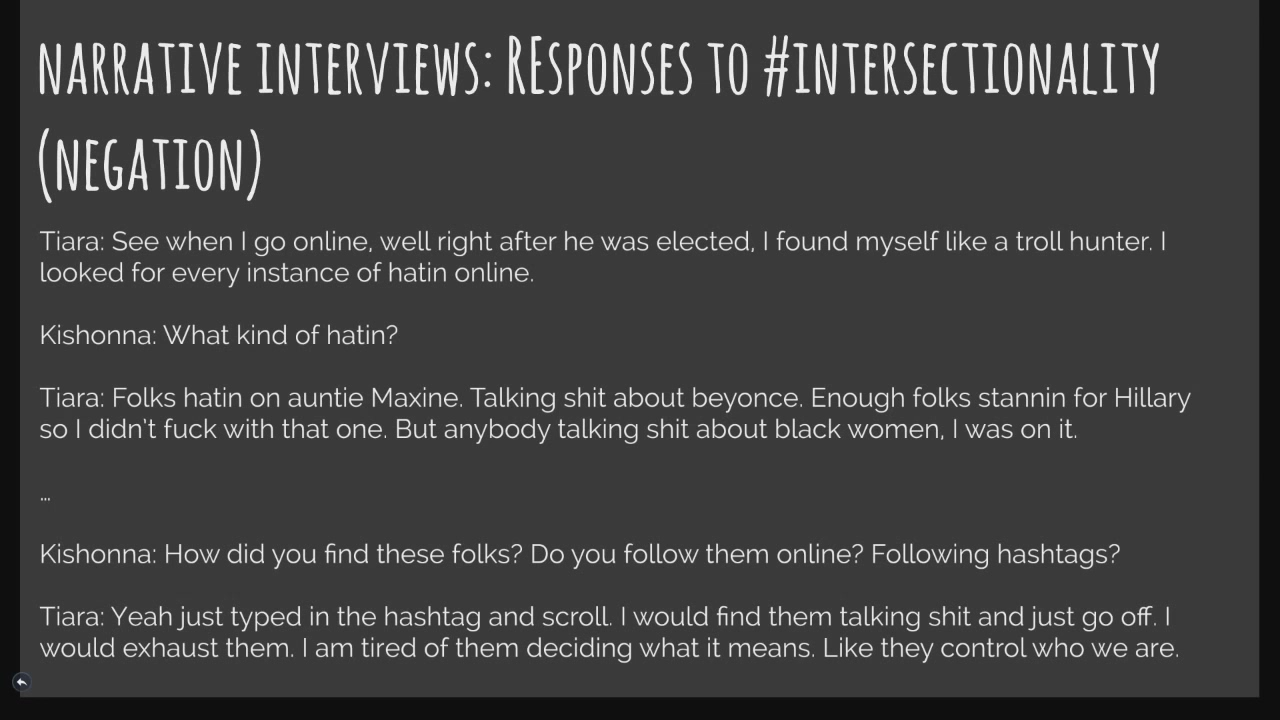 NARRATIVE INTERVIEWS: RESPONSES TO #INTERSECTIONALITY
(NEGATION)
Tiara: See when I go online, well right after he was elected, I found myself like a troll hunter. I
looked for every instance of hatin online.
Kishonna: What kind of hatin?
Tiara: Folks hatin on auntie Maxine. Talking shit about beyonce. Enough folks stannin for Hillary
so I didn't fuck with that one. But anybody talking shit about black women, I was on it.
...
Kishonna: How did you find these folks? Do you follow them online? Following hashtags?
Tiara: Yeah just typed in the hashtag and scroll. I would find them talking shit and just go off. I
would exhaust them. I am tired of them deciding what it means. Like they control who we are.